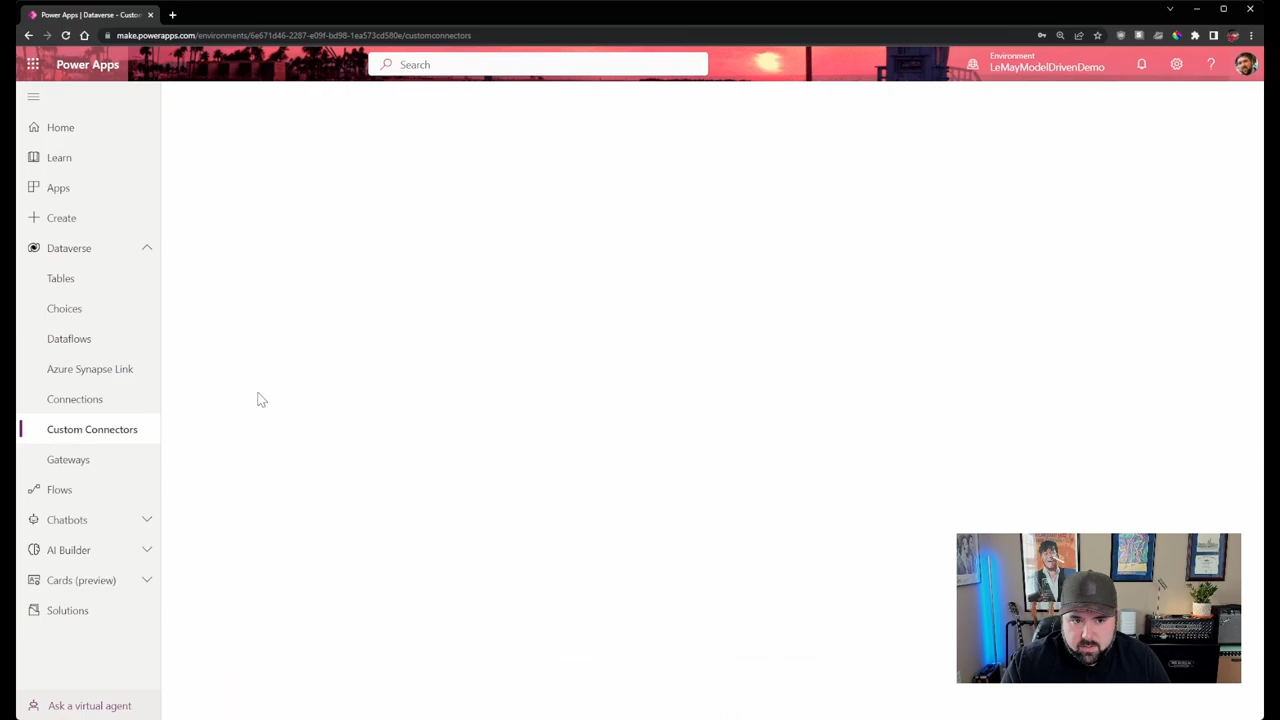 Power Apps | Dataverse - Custom
make.powerapps.com/environments/6e671d46-2287-e09f-bd98-1ea573cd580e/customconnectors
Power Apps
Search
Environment
LeMayModelDrivenDemo
Home
Learn
Apps
Create
Dataverse
Tables
Choices
Dataflows
Azure Synapse Link
Connections
Custom Connectors
Gateways
Flows
Chatbots
AI Builder
Cards (preview)
Solutions
Ask a virtual agent